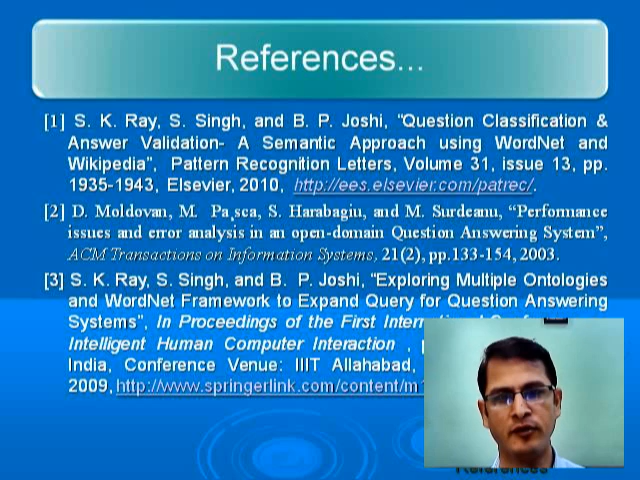 References...
[1] S. K. Ray, S. Singh, and B. P. Joshi, "Question Classification &
Answer Validation- A Semantic Approach using WordNet and
Wikipedia", Pattern Recognition Letters, Volume 31, issue 13, pp.
1935-1943, Elsevier, 2010, http://ees.elsevier.com/patrec/.
[2] D. Moldovan, M. Pa¸sca, S. Harabagiu, and M. Surdeanu, “Performance
issues and error analysis in an open-domain Question Answering System”,
ACM Transactions on Information Systems, 21(2), pp.133-154, 2003.
[3] S. K. Ray, S. Singh, and B. P. Joshi, "Exploring Multiple Ontologies
and WordNet Framework to Expand Query for Question Answering
Systems", In Proceedings of the First
Intelligent Human Computer Interaction ,
India, Conference Venue: IIIT Allahabad,
2009, http://www.springerlink.com/content/m
References